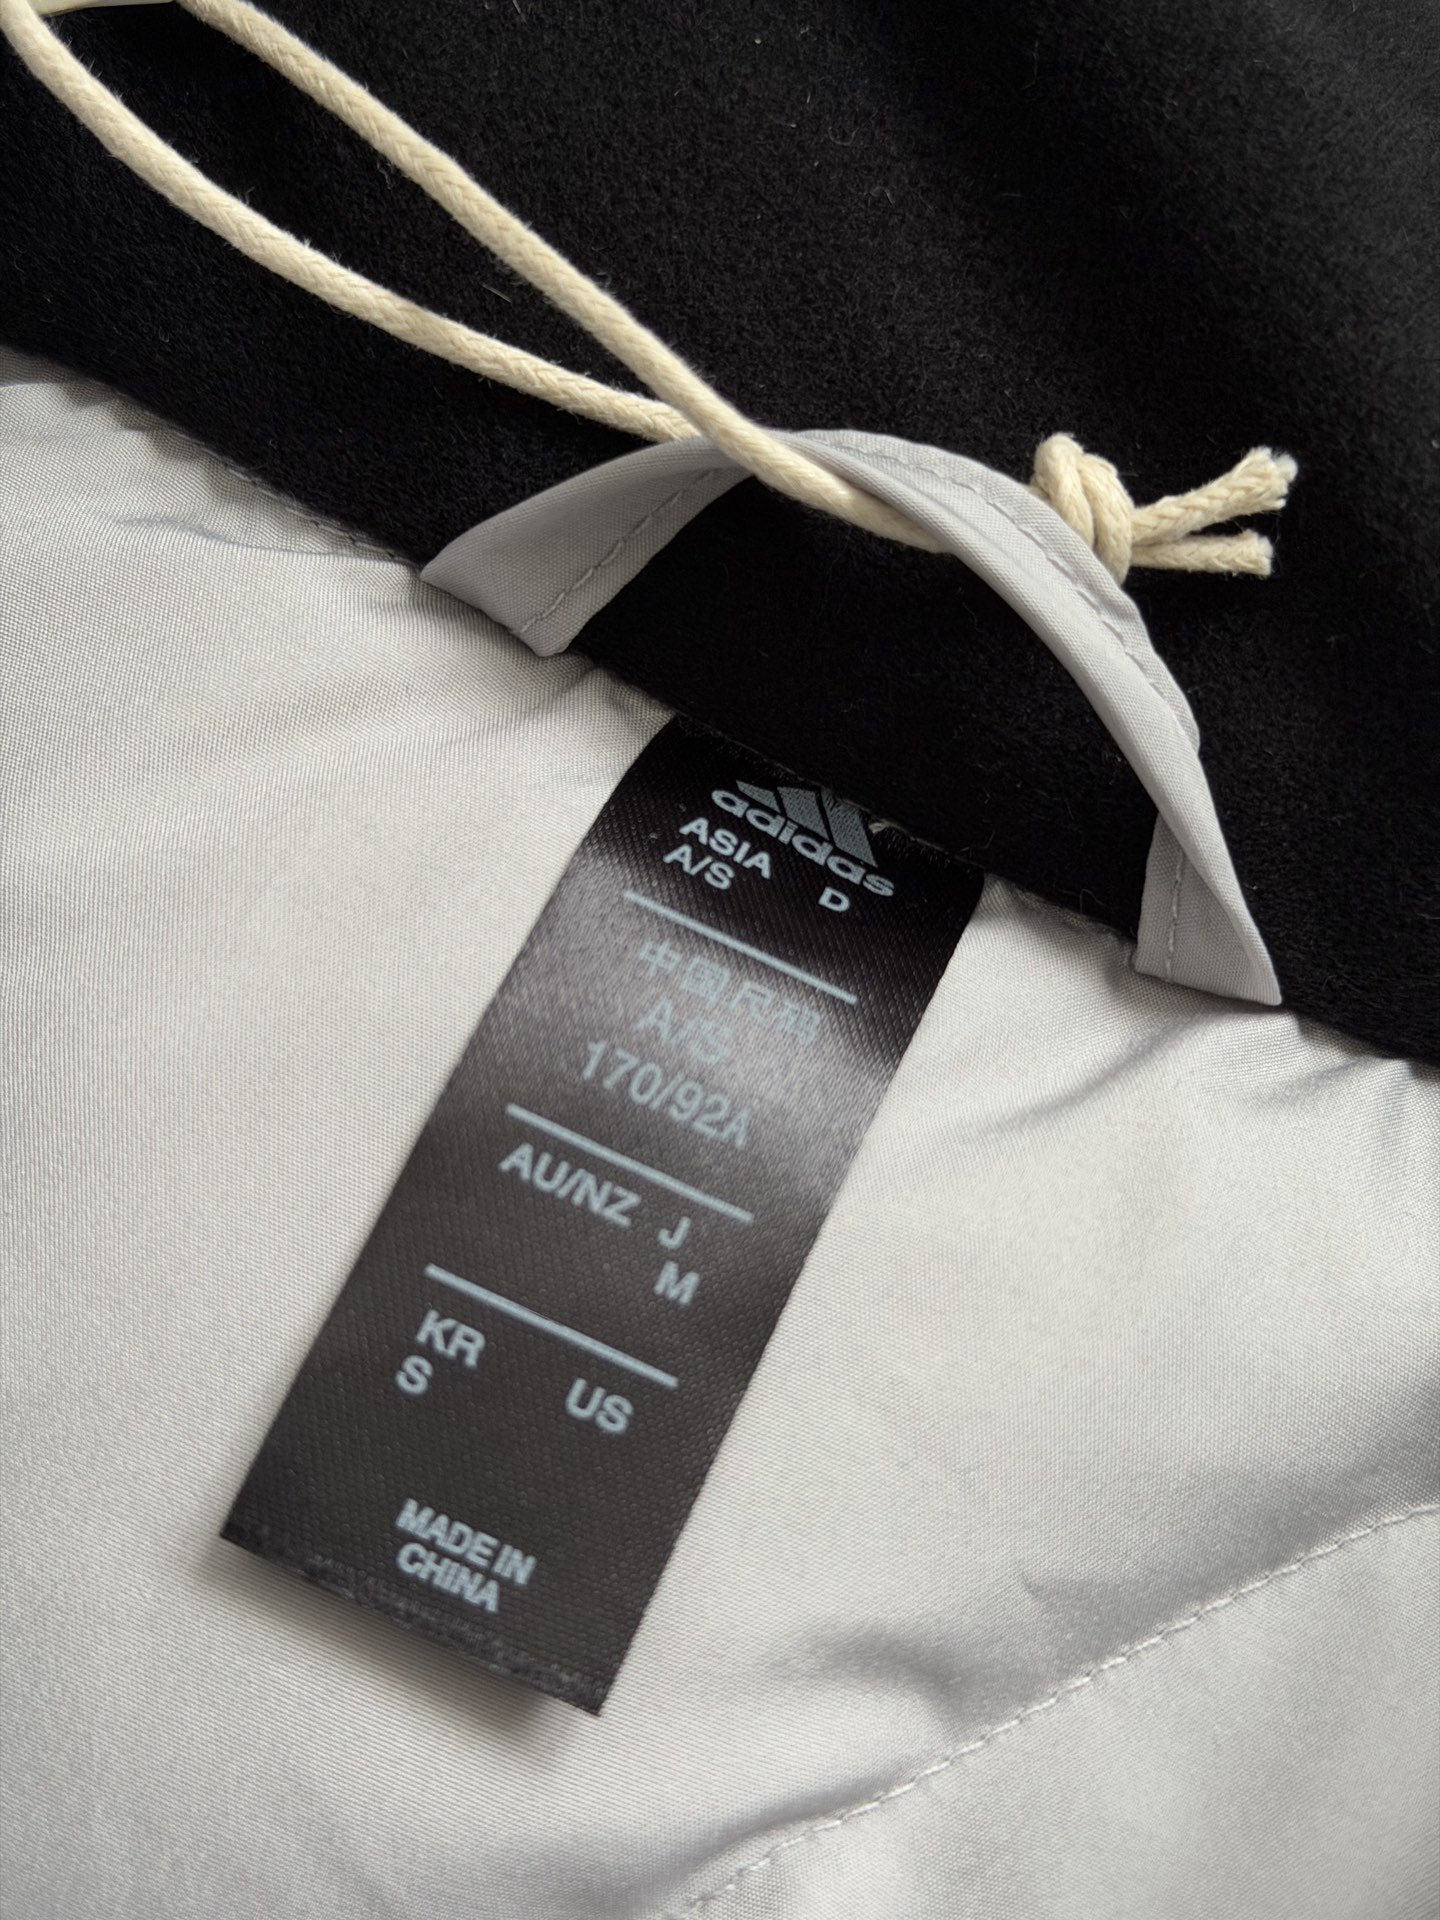 adidas
ASIA D
A/S
中国尺码
A/S
170/92A
AU/NZ J
M
KR US
S
MADE IN
CHINA